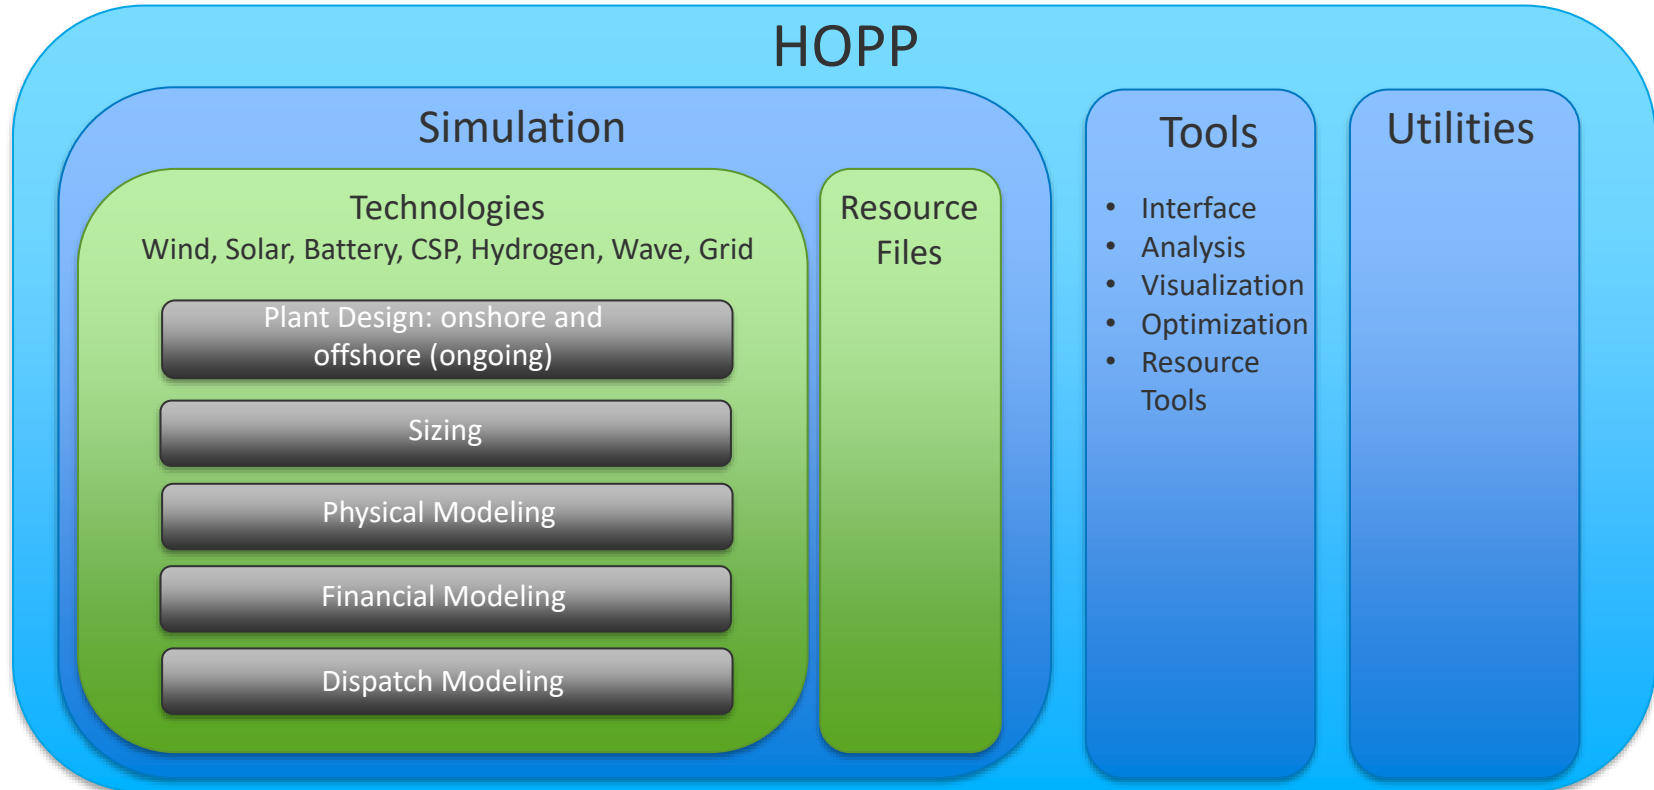 HOPP
Simulation
Technologies
Wind, Solar, Battery, CSP, Hydrogen, Wave, Grid
Plant Design: onshore and
offshore (ongoing)
Sizing
Physical Modeling
Financial Modeling
Dispatch Modeling
Resource
Files
Tools
• Interface
• Analysis
• Visualization
• Optimization
• Resource
Tools
Utilities